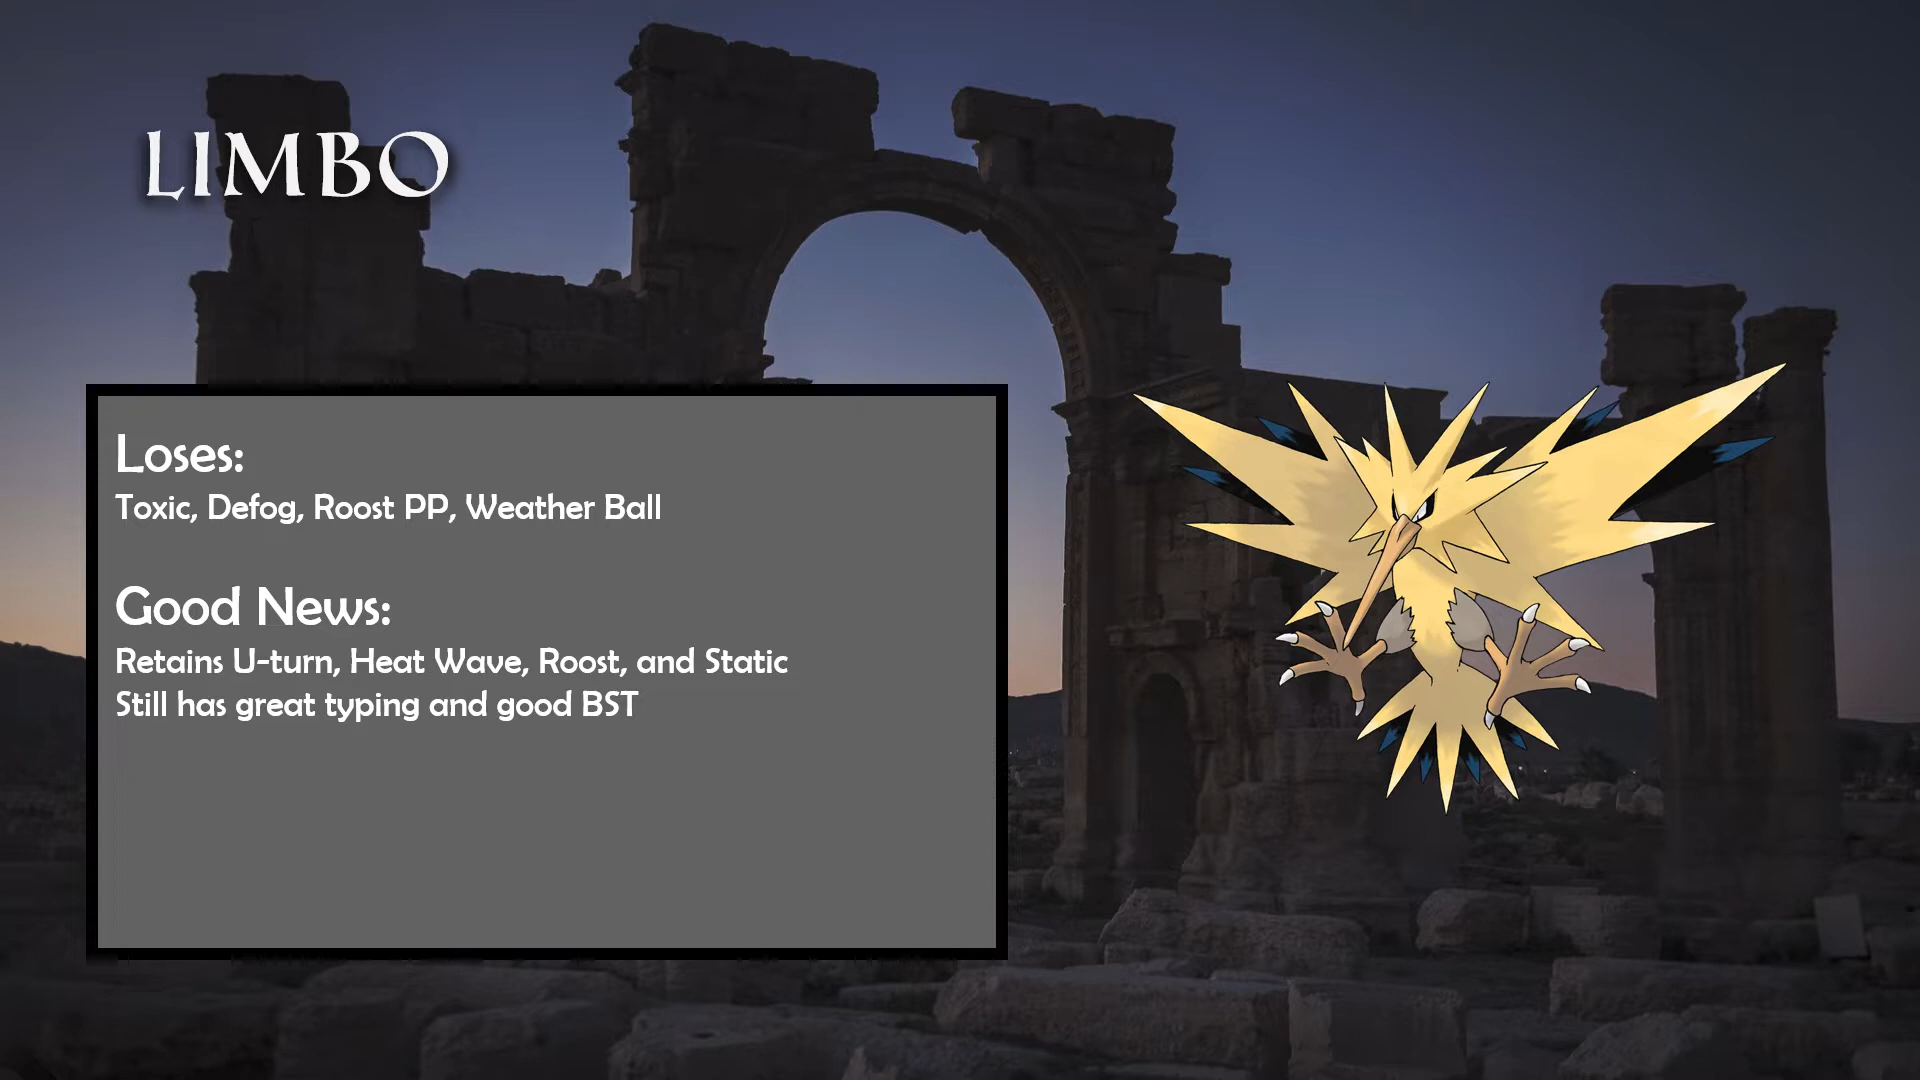 LIMBO
Loses:
Toxic, Defog, Roost PP, Weather Ball
Good News:
Retains U-turn, Heat Wave, Roost, and Static
Still has great typing and good BST